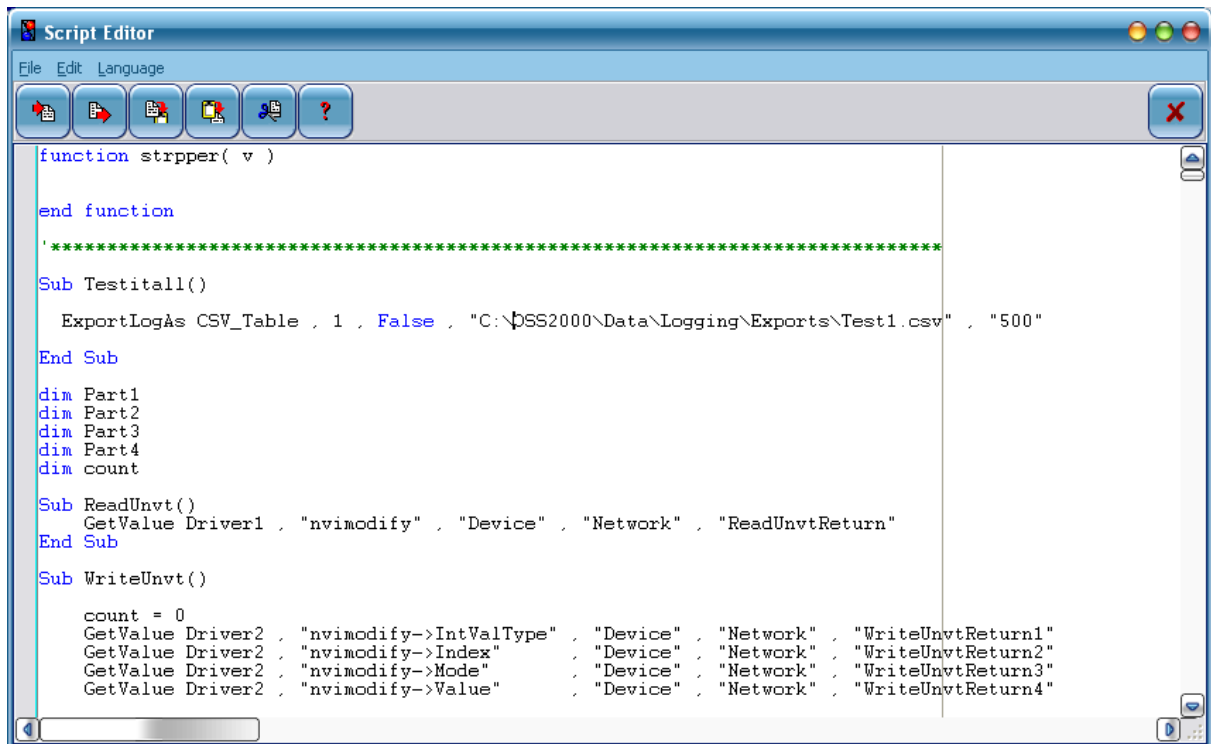 Script Editor
File Edit Language
function strpper( v )
end function
'*******************************************************************************
Sub Testitall()
ExportLogAs CSV_Table , 1 , False , "C:\OSS2000\Data\Logging\Exports\Test1.csv" , "500"
End Sub
dim Part1
dim Part2
dim Part3
dim Part4
dim count
Sub ReadUnvt()
GetValue Driver1 , "nvimodify" , "Device" , "Network" , "ReadUnvtReturn"
End Sub
Sub WriteUnvt()
count = 0
GetValue Driver2 , "nvimodify->IntValType" , "Device" , "Network" , "WriteUnvtReturn1"
GetValue Driver2 , "nvimodify->Index" , "Device" , "Network" , "WriteUnvtReturn2"
GetValue Driver2 , "nvimodify->Mode" , "Device" , "Network" , "WriteUnvtReturn3"
GetValue Driver2 , "nvimodify->Value" , "Device" , "Network" , "WriteUnvtReturn4"